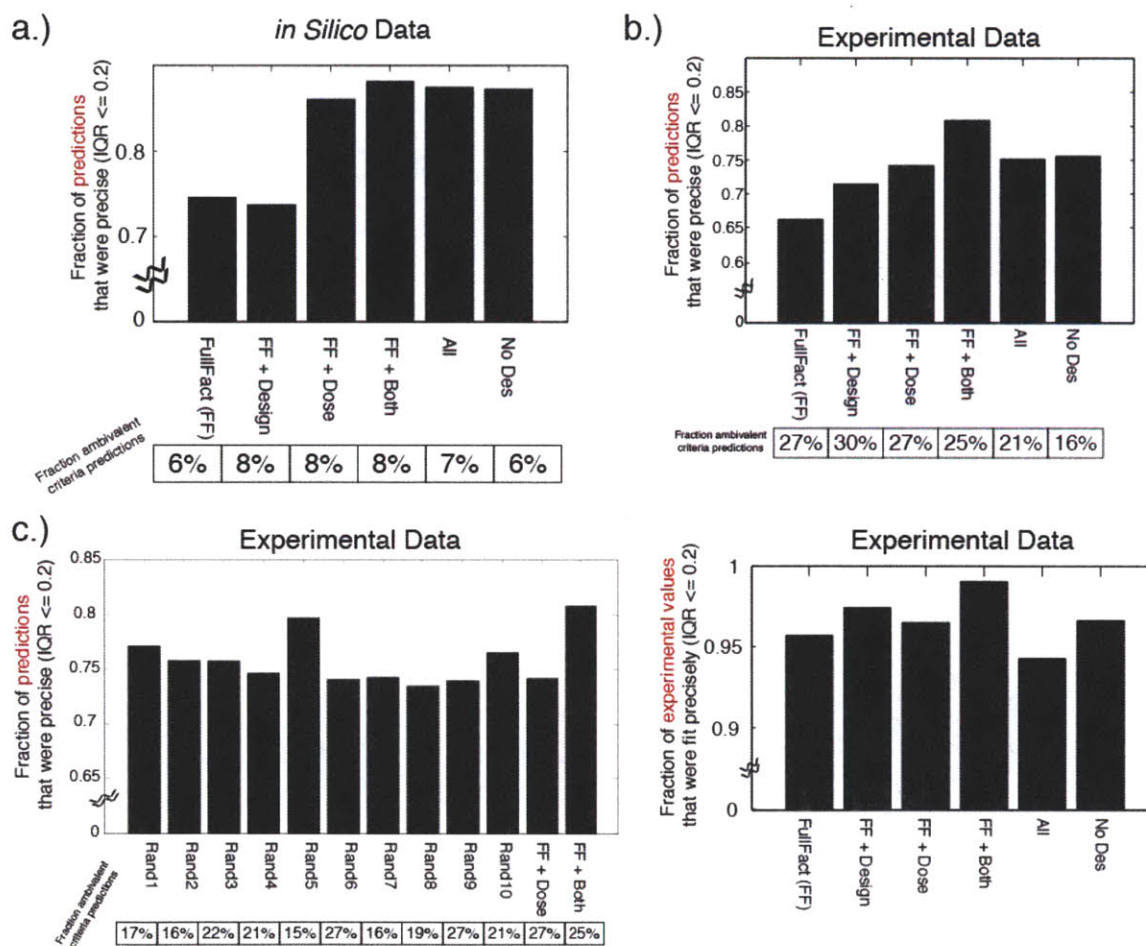 a.)
in Silico Data
Fraction of predictions
that were precise (IQR <= 0.2)
0.8
0.7
0
FullFact (FF)
FF + Design
FF + Dose
FF + Both
All
No Des
Fraction ambivalent
criteria predictions
6% 8% 8% 8% 7% 6%
b.)
Experimental Data
Fraction of predictions
that were precise (IQR <= 0.2)
0.85
0.8
0.75
0.7
0.65
0.6
0
FullFact (FF)
FF + Design
FF + Dose
FF + Both
All
No Des
Fraction ambivalent
criteria predictions
27% 30% 27% 25% 21% 16%
c.)
Experimental Data
Fraction of predictions
that were precise (IQR <= 0.2)
0.85
0.8
0.75
0.7
0.65
0
Rand1
Rand2
Rand3
Rand4
Rand5
Rand6
Rand7
Rand8
Rand9
Rand10
FF + Dose
FF + Both
Fraction ambivalent
criteria predictions
17% 16% 22% 21% 15% 27% 16% 19% 27% 21% 27% 25%
Experimental Data
Fraction of experimental values
that were fit precisely (IQR <= 0.2)
1
0.95
0.9
0
FullFact (FF)
FF + Design
FF + Dose
FF + Both
All
No Des